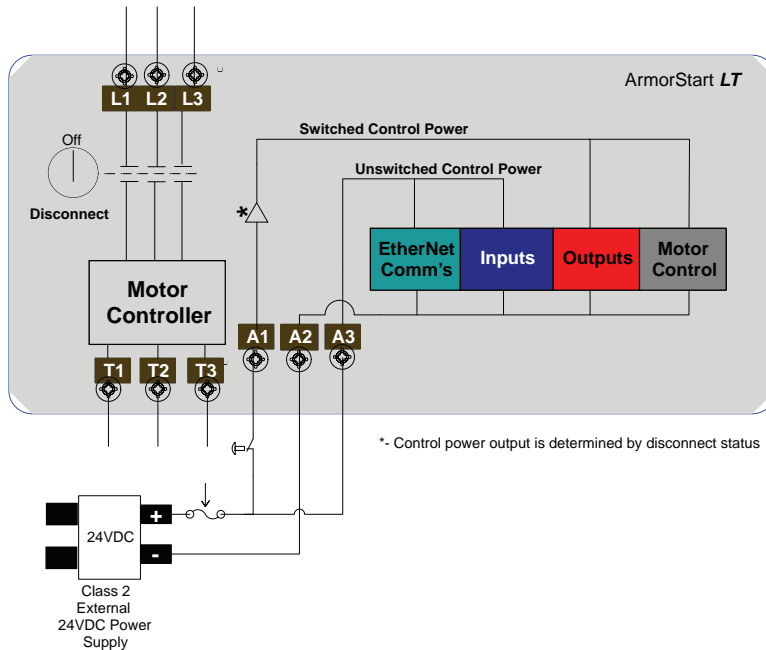 ArmorStart LT
L1 L2 L3
Off
Disconnect
Switched Control Power
Unswitched Control Power
*
EtherNet
Comm's
Inputs
Outputs
Motor
Control
Motor
Controller
A1 A2 A3
T1 T2 T3
*- Control power output is determined by disconnect status
+
24VDC
-
Class 2
External
24VDC Power
Supply